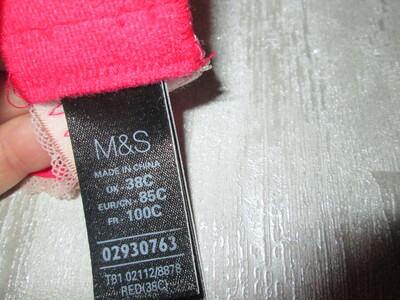 M&S
MADE IN CHINA
UK - 38C
EUR/CN - 85C
FR - 100C
02930763
T81 02112/8878
RED(38C)